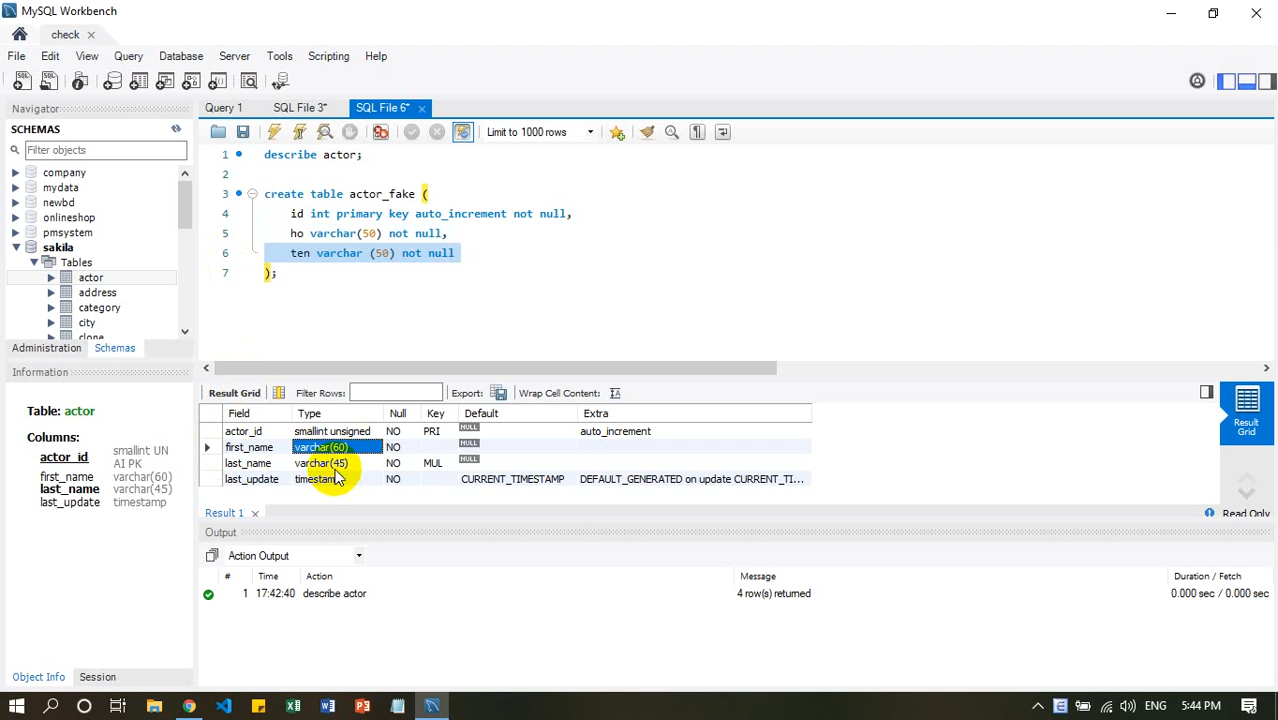 MySQL Workbench
check
File Edit View Query Database Server Tools Scripting Help
Navigator
SCHEMAS
Filter objects
company
mydata
newbd
onlineshop
pmsystem
sakila
Tables
actor
address
category
city
clone
Administration Schemas
Information
Table: actor
Columns:
actor_id smallint UN
AI PK
first_name varchar(60)
last_name varchar(45)
last_update timestamp
Object Info Session
Query 1 SQL File 3* SQL File 6*
Limit to 1000 rows
1 describe actor;
2
3 create table actor_fake (
4 id int primary key auto_increment not null,
5 ho varchar(50) not null,
6 ten varchar (50) not null
7 );
Result Grid Filter Rows: Export: Wrap Cell Content:
Field Type Null Key Default Extra
actor_id smallint unsigned NO PRI NULL auto_increment
first_name varchar(60) NO NULL
last_name varchar(45) NO MUL NULL
last_update timestamp NO CURRENT_TIMESTAMP DEFAULT_GENERATED on update CURRENT_TI...
Result
Grid
Result 1 Read Only
Output
Action Output
# Time Action Message Duration / Fetch
1 17:42:40 describe actor 4 row(s) returned 0.000 sec / 0.000 sec
5:44 PM